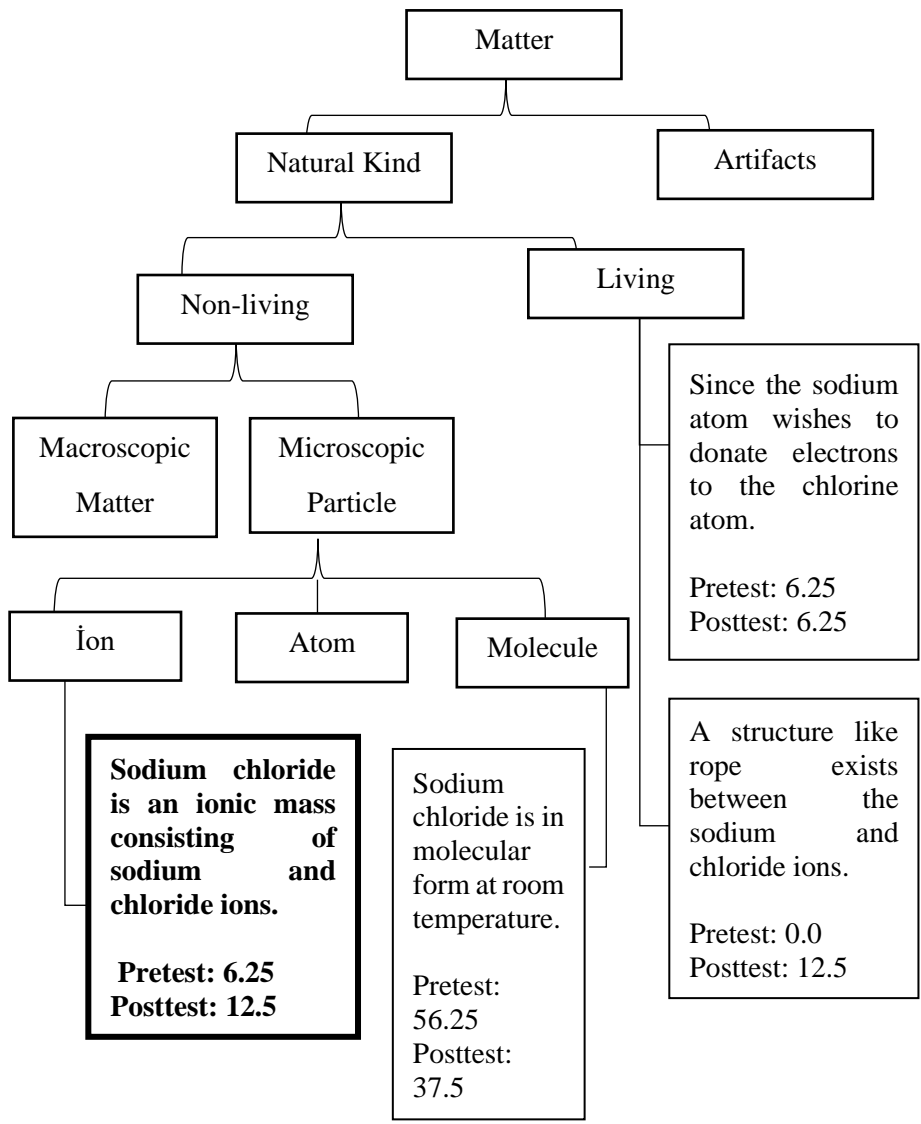 Matter
Natural Kind
Artifacts
Non-living
Living
Macroscopic
Matter
Microscopic
Particle
İon
Atom
Molecule
Since the sodium
atom wishes to
donate electrons
to the chlorine
atom.
Pretest: 6.25
Posttest: 6.25
A structure like
rope exists
between the
sodium and
chloride ions.
Pretest: 0.0
Posttest: 12.5
Sodium chloride
is an ionic mass
consisting of
sodium and
chloride ions.
Pretest: 6.25
Posttest: 12.5
Sodium
chloride is in
molecular
form at room
temperature.
Pretest:
56.25
Posttest:
37.5